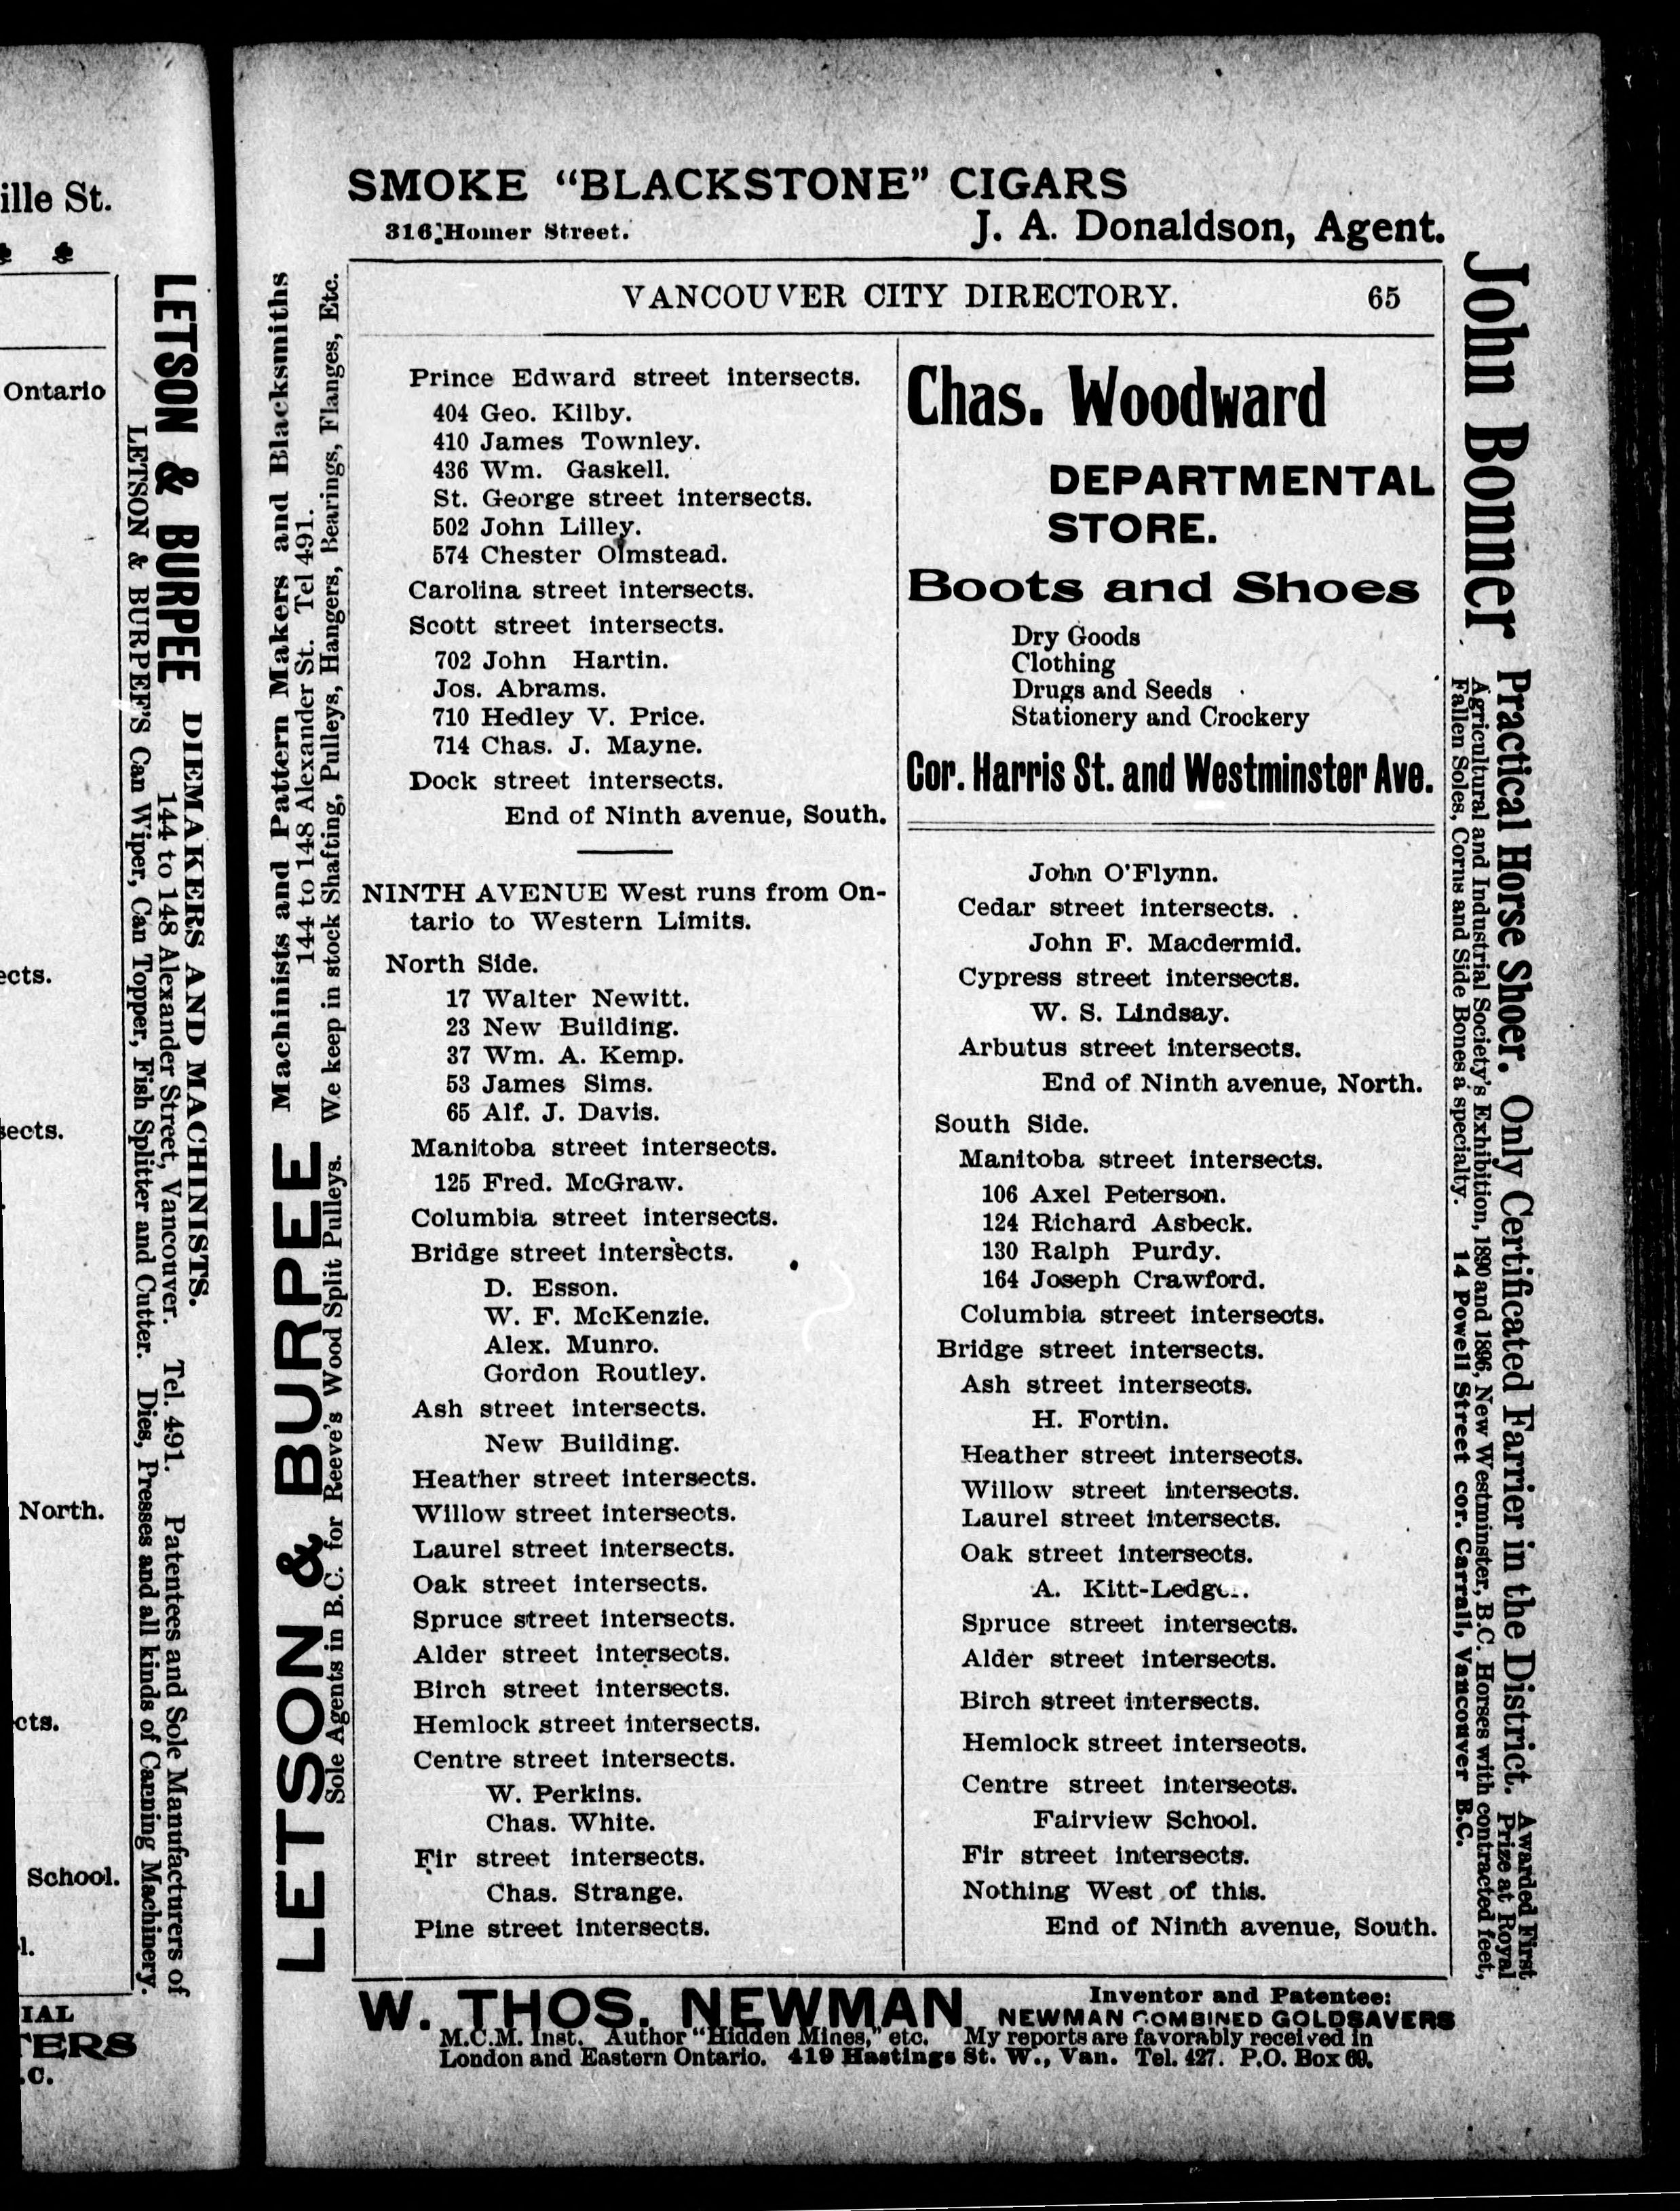 ille St.
Ontario
ects.
sects.
North.
cts.
School.
l.
IAL
TERS
.C.
LETSON & BURPEE DIEMAKERS AND MACHINISTS.
144 to 148 Alexander Street, Vancouver. Tel. 491. Patentees and Sole Manufacturers of
LETSON & BURPEE'S Can Wiper, Can Topper, Fish Splitter and Cutter. Dies, Presses and all kinds of Canning Machinery.
LETSON & BURPEE Machinists and Pattern Makers and Blacksmiths
144 to 148 Alexander St. Tel 491.
We keep in stock Shafting, Pulleys, Hangers, Bearings, Flanges, Etc.
Sole Agents in B.C. for Reeve's Wood Split Pulleys.
SMOKE "BLACKSTONE" CIGARS
316 Homer Street. J. A. Donaldson, Agent.
VANCOUVER CITY DIRECTORY. 65
Prince Edward street intersects.
404 Geo. Kilby.
410 James Townley.
436 Wm. Gaskell.
St. George street intersects.
502 John Lilley.
574 Chester Olmstead.
Carolina street intersects.
Scott street intersects.
702 John Hartin.
Jos. Abrams.
710 Hedley V. Price.
714 Chas. J. Mayne.
Dock street intersects.
End of Ninth avenue, South.
NINTH AVENUE West runs from On-
tario to Western Limits.
North Side.
17 Walter Newitt.
23 New Building.
37 Wm. A. Kemp.
53 James Sims.
65 Alf. J. Davis.
Manitoba street intersects.
125 Fred. McGraw.
Columbia street intersects.
Bridge street intersects.
D. Esson.
W. F. McKenzie.
Alex. Munro.
Gordon Routley.
Ash street intersects.
New Building.
Heather street intersects.
Willow street intersects.
Laurel street intersects.
Oak street intersects.
Spruce street intersects.
Alder street intersects.
Birch street intersects.
Hemlock street intersects.
Centre street intersects.
W. Perkins.
Chas. White.
Fir street intersects.
Chas. Strange.
Pine street intersects.
Chas. Woodward
DEPARTMENTAL
STORE.
Boots and Shoes
Dry Goods
Clothing
Drugs and Seeds
Stationery and Crockery
Cor. Harris St. and Westminster Ave.
John O'Flynn.
Cedar street intersects.
John F. Macdermid.
Cypress street intersects.
W. S. Lindsay.
Arbutus street intersects.
End of Ninth avenue, North.
South Side.
Manitoba street intersects.
106 Axel Peterson.
124 Richard Asbeck.
130 Ralph Purdy.
164 Joseph Crawford.
Columbia street intersects.
Bridge street intersects.
Ash street intersects.
H. Fortin.
Heather street intersects.
Willow street intersects.
Laurel street intersects.
Oak street intersects.
A.
Spruce street intersects.
Alder street intersects.
Birch street intersects.
Hemlock street intersects.
Centre street intersects.
Fairview School.
Fir street intersects.
Nothing West of this.
End of Ninth avenue, South.
John Bonner Practical Horse Shoer. Only Certificated Farrier in the District. Awarded First
Prize at Royal
Agricultural and Industrial Society's Exhibition, 1890 and 1896, New Westminster, B.C. Horses with contracted feet,
Fallen Soles, Corns and Side Bones a specialty. 14 Powell Street cor. Carrall, Vancouver B.C.
W. THOS. NEWMAN Inventor and Patentee:
NEWMAN COMBINED GOLDSAVERS
M.C.M. Inst. Author "Hidden Mines," etc. My reports are favorably received in
London and Eastern Ontario. 419 Hastings St. W., Van. Tel. 427. P.O. Box 69.